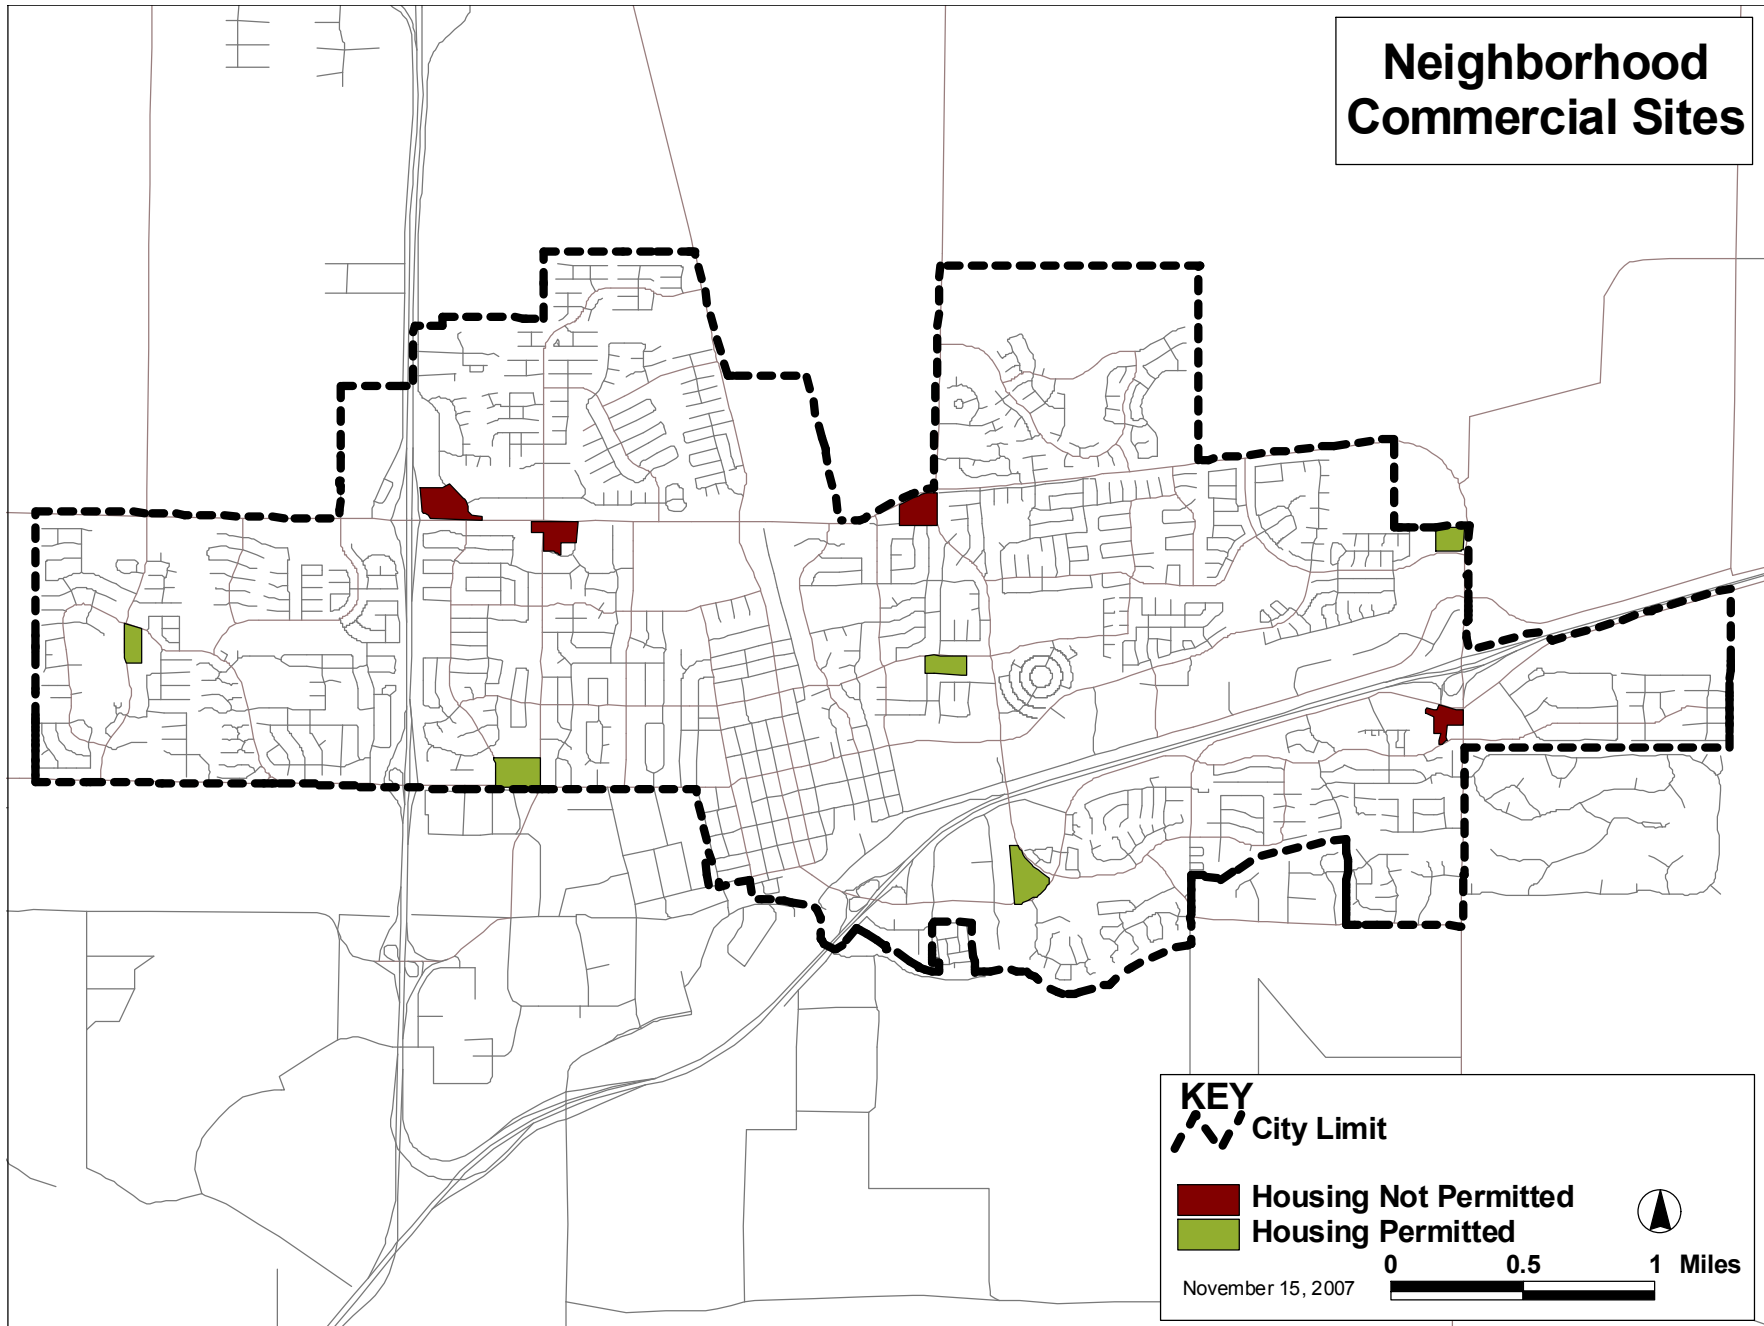 Neighborhood
Commercial Sites
KEY
City Limit
Housing Not Permitted
Housing Permitted
0 0.5 1 Miles
November 15, 2007